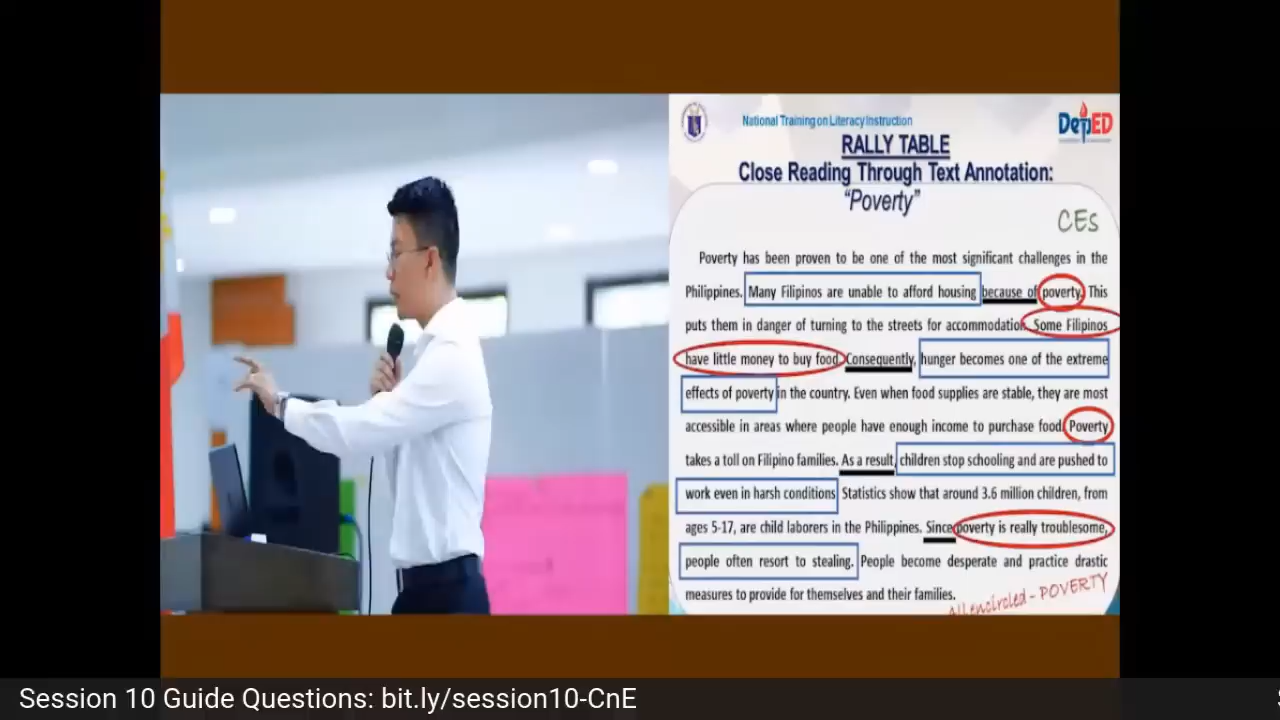 National Training on Literacy Instruction
DepED
RALLY TABLE
Close Reading Through Text Annotation:
“Poverty”
CEs
Poverty has been proven to be one of the most significant challenges in the
Philippines. Many Filipinos are unable to afford housing because of poverty. This
puts them in danger of turning to the streets for accommodation. Some Filipinos
have little money to buy food. Consequently, hunger becomes one of the extreme
effects of poverty in the country. Even when food supplies are stable, they are most
accessible in areas where people have enough income to purchase food. Poverty
takes a toll on Filipino families. As a result, children stop schooling and are pushed to
work even in harsh conditions. Statistics show that around 3.6 million children, from
ages 5-17, are child laborers in the Philippines. Since poverty is really troublesome,
people often resort to stealing. People become desperate and practice drastic
measures to provide for themselves and their families.
All encircled - POVERTY
Session 10 Guide Questions: bit.ly/session10-CnE